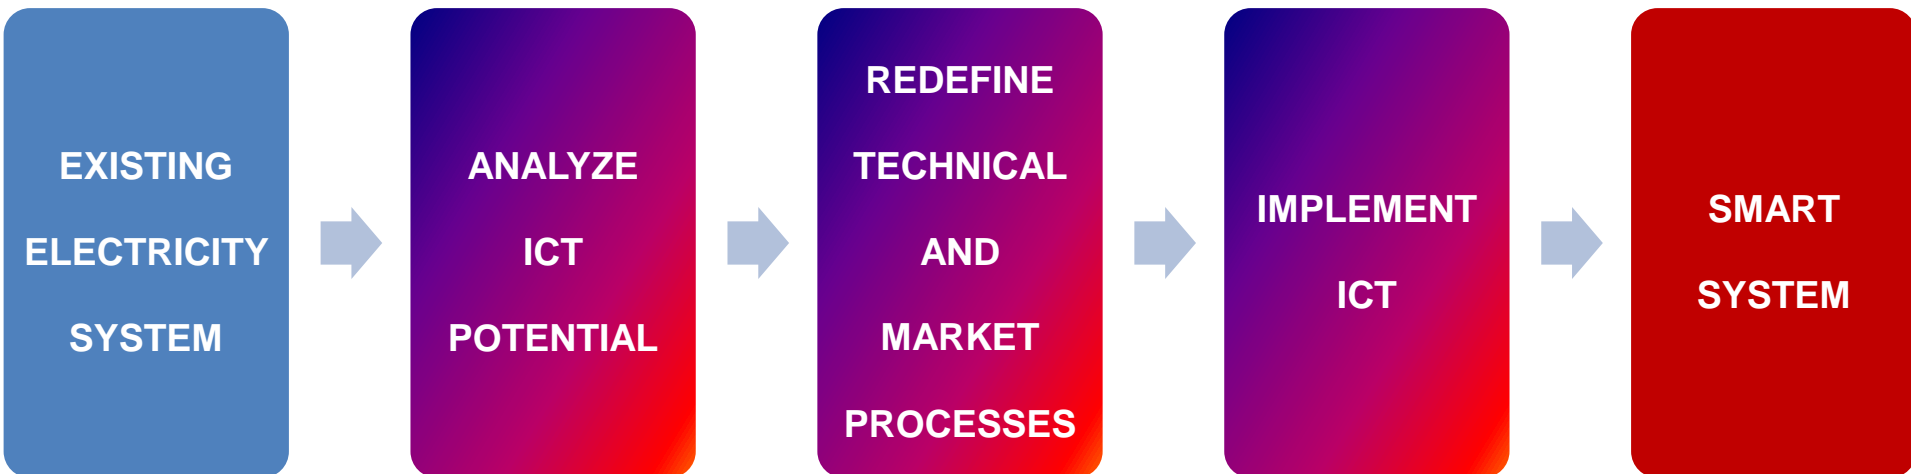 EXISTING
ELECTRICITY
SYSTEM
ANALYZE
ICT
POTENTIAL
REDEFINE
TECHNICAL
AND
MARKET
PROCESSES
IMPLEMENT
ICT
SMART
SYSTEM